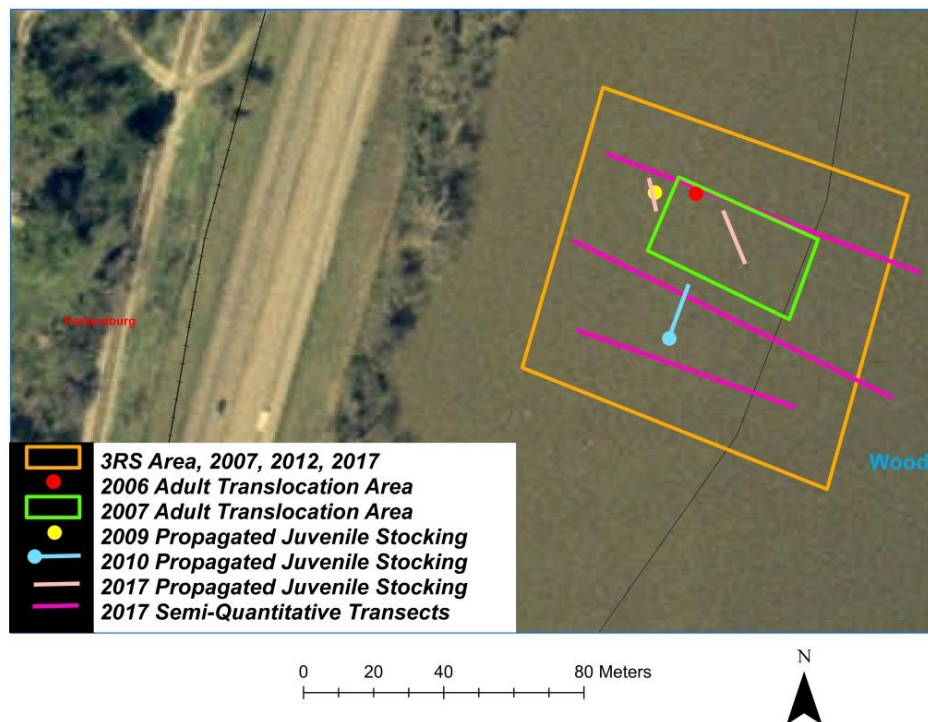 Parkersburg
Wood
3RS Area, 2007, 2012, 2017
2006 Adult Translocation Area
2007 Adult Translocation Area
2009 Propagated Juvenile Stocking
2010 Propagated Juvenile Stocking
2017 Propagated Juvenile Stocking
2017 Semi-Quantitative Transects
0 20 40 80 Meters
N